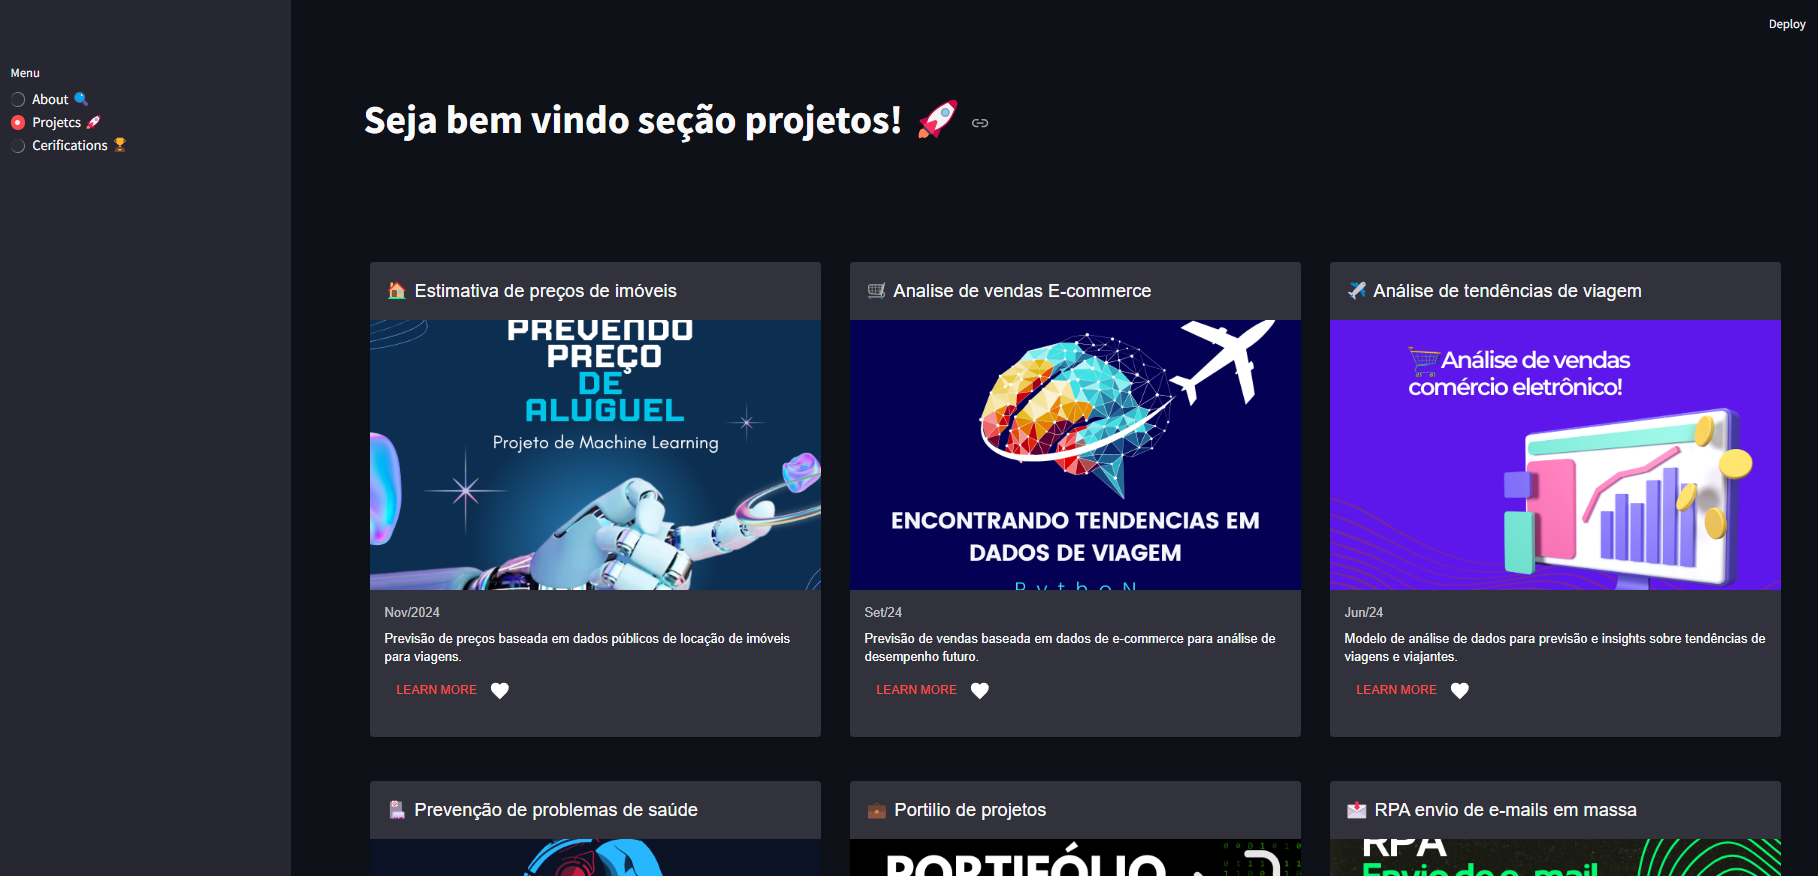 Deploy
Menu
About
Projetcs
Cerifications
Seja bem vindo seção projetos!
Estimativa de preços de imóveis
PREVENDO
PREÇO
DE
ALUGUEL
Projeto de Machine Learning
Nov/2024
Previsão de preços baseada em dados públicos de locação de imóveis
para viagens.
LEARN MORE
Analise de vendas E-commerce
ENCONTRANDO TENDENCIAS EM
DADOS DE VIAGEM
PythoN
Set/24
Previsão de vendas baseada em dados de e-commerce para análise de
desempenho futuro.
LEARN MORE
Análise de tendências de viagem
Análise de vendas
comércio eletrônico!
Jun/24
Modelo de análise de dados para previsão e insights sobre tendências de
viagens e viajantes.
LEARN MORE
Prevenção de problemas de saúde
Portilio de projetos
PORTIFÓLIO
RPA envio de e-mails em massa
RPA
Envio de e-mail